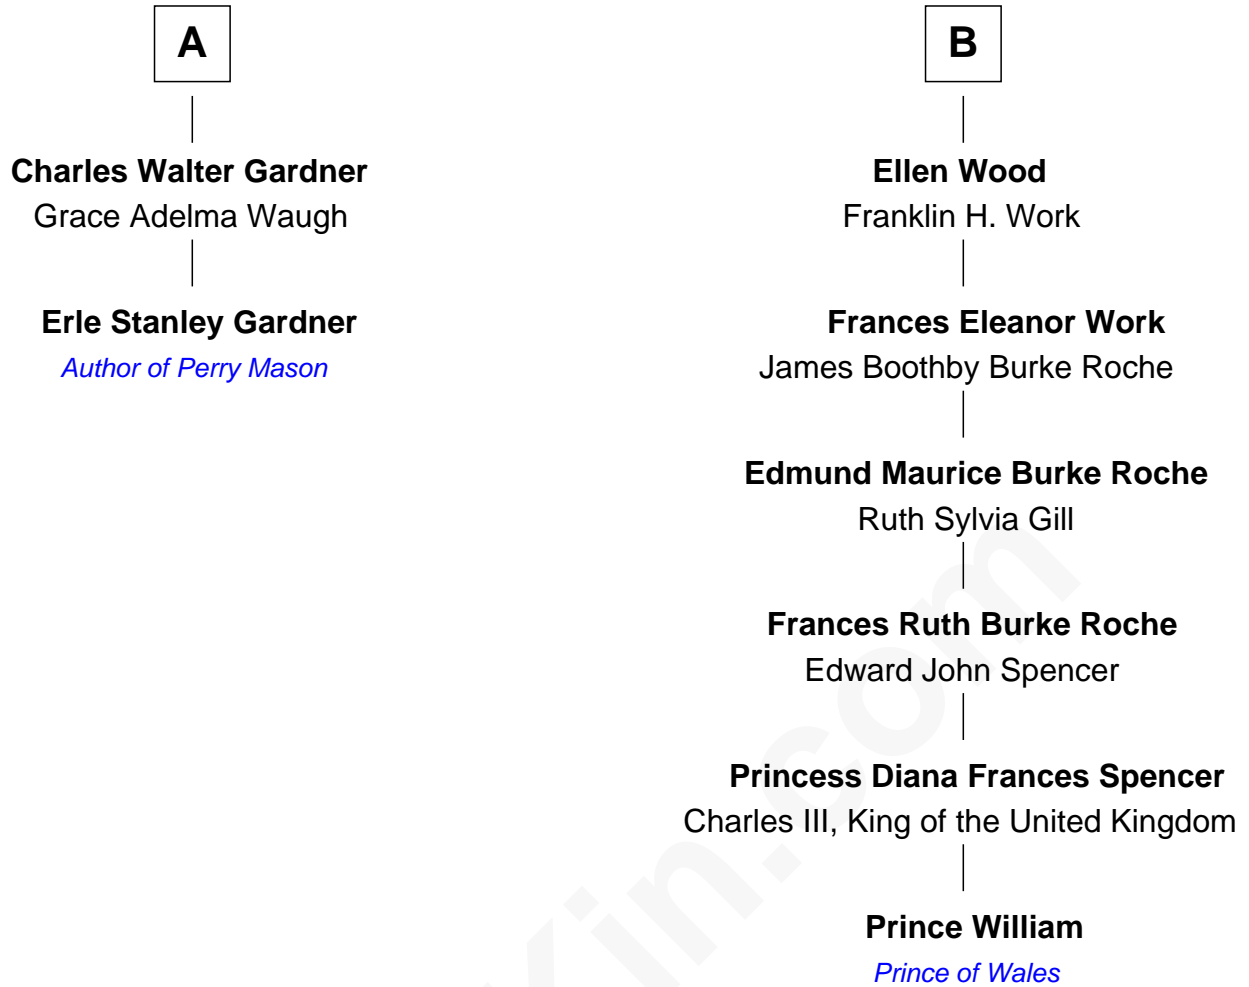 A
Charles Walter Gardner
Grace Adelma Waugh
Erle Stanley Gardner
Author of Perry Mason
B
Ellen Wood
Franklin H. Work
Frances Eleanor Work
James Boothby Burke Roche
Edmund Maurice Burke Roche
Ruth Sylvia Gill
Frances Ruth Burke Roche
Edward John Spencer
Princess Diana Frances Spencer
Charles III, King of the United Kingdom
Prince William
Prince of Wales
Kin.com